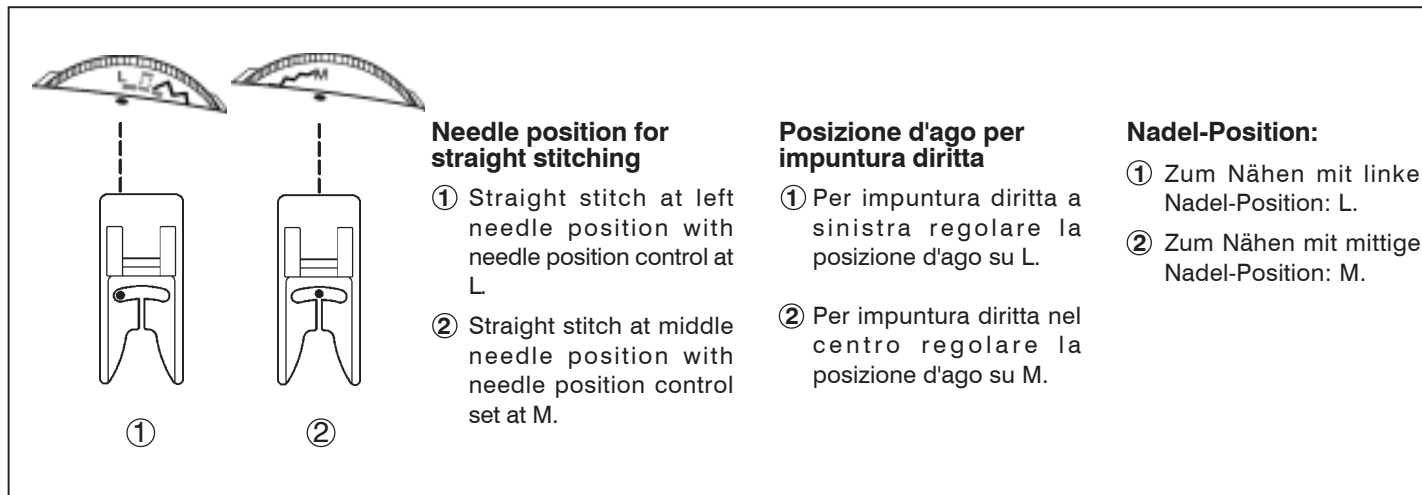 L
M
①
②
Needle position for
straight stitching
① Straight stitch at left
needle position with
needle position control at
L.
② Straight stitch at middle
needle position with
needle position control
set at M.
Posizione d'ago per
impuntura diritta
① Per impuntura diritta a
sinistra regolare la
posizione d'ago su L.
② Per impuntura diritta nel
centro regolare la
posizione d'ago su M.
Nadel-Position:
① Zum Nähen mit linke
Nadel-Position: L.
② Zum Nähen mit mittige
Nadel-Position: M.